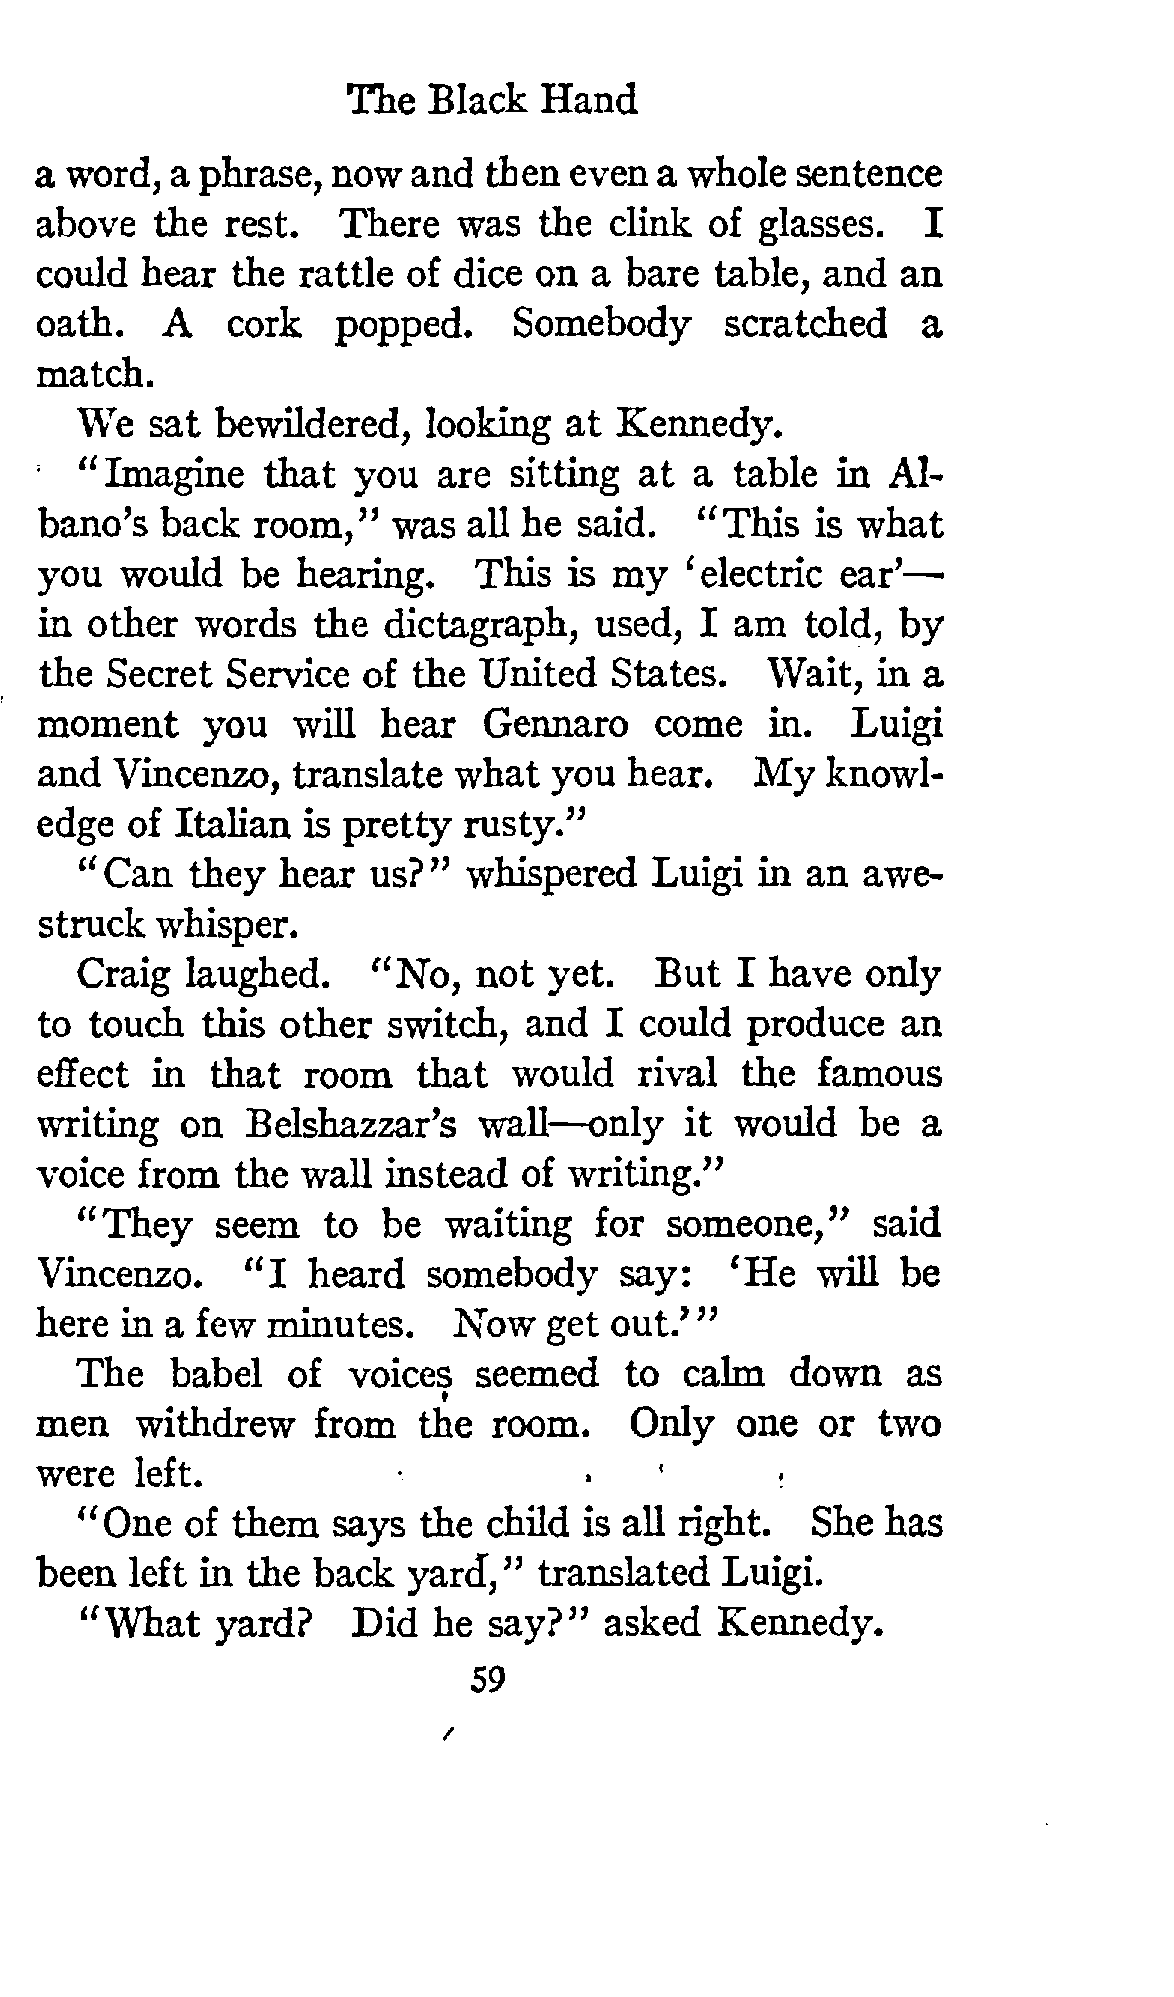 The Black Hand
a word, a phrase, now and then even a whole sentence
above the rest. There was the clink of glasses. I
could hear the rattle of dice on a bare table, and an
oath. A cork popped. Somebody scratched a
match.
We sat bewildered, looking at Kennedy.
"Imagine that you are sitting at a table in Al-
bano's back room," was all he said. "This is what
you would be hearing. This is my 'electric ear'—
in other words the dictagraph, used, I am told, by
the Secret Service of the United States. Wait, in a
moment you will hear Gennaro come in. Luigi
and Vincenzo, translate what you hear. My knowl-
edge of Italian is pretty rusty."
"Can they hear us?" whispered Luigi in an awe-
struck whisper.
Craig laughed. "No, not yet. But I have only
to touch this other switch, and I could produce an
effect in that room that would rival the famous
writing on Belshazzar's wall—only it would be a
voice from the wall instead of writing."
"They seem to be waiting for someone," said
Vincenzo. "I heard somebody say: 'He will be
here in a few minutes. Now get out.'"
The babel of voices seemed to calm down as
men withdrew from the room. Only one or two
were left.
"One of them says the child is all right. She has
been left in the back yard," translated Luigi.
"What yard? Did he say?" asked Kennedy.
59